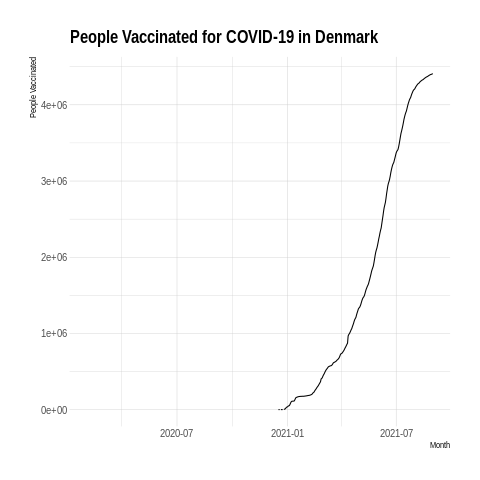 People Vaccinated for COVID-19 in Denmark
People Vaccinated
4e+06
3e+06
2e+06
1e+06
0e+00
2020-07
2021-01
2021-07
Month